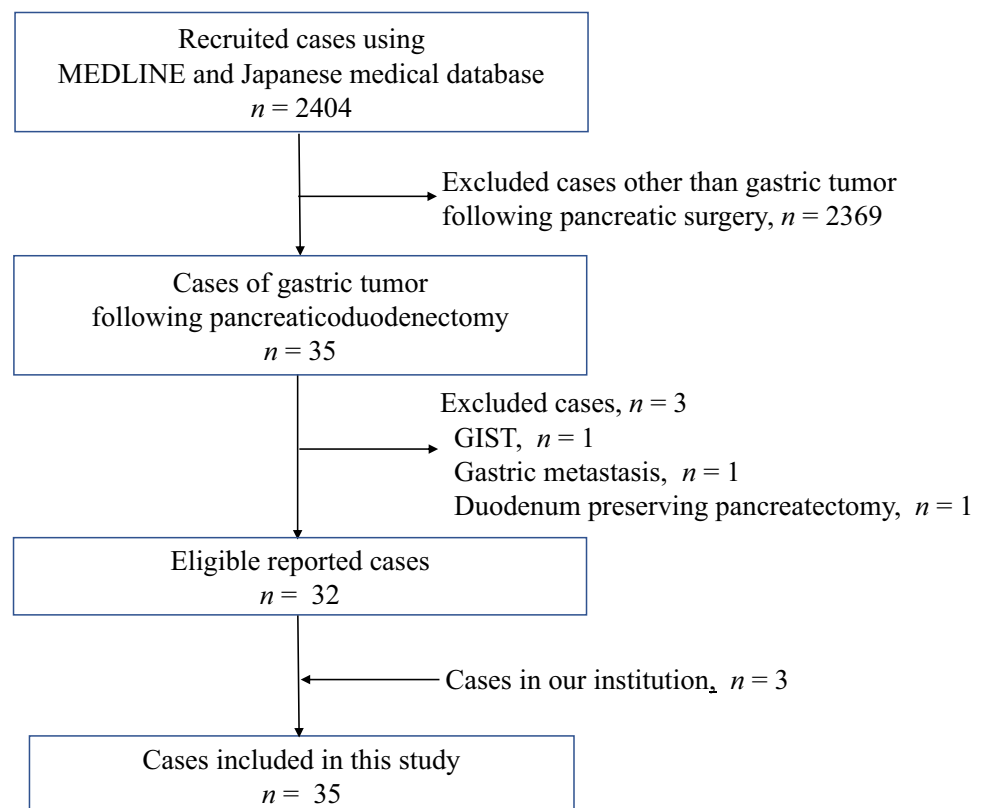 Recruited cases using
MEDLINE and Japanese medical database
n = 2404
Excluded cases other than gastric tumor
following pancreatic surgery, n = 2369
Cases of gastric tumor
following pancreaticoduodenectomy
n = 35
Excluded cases, n = 3
GIST, n = 1
Gastric metastasis, n = 1
Duodenum preserving pancreatectomy, n = 1
Eligible reported cases
n = 32
Cases in our institution, n = 3
Cases included in this study
n = 35